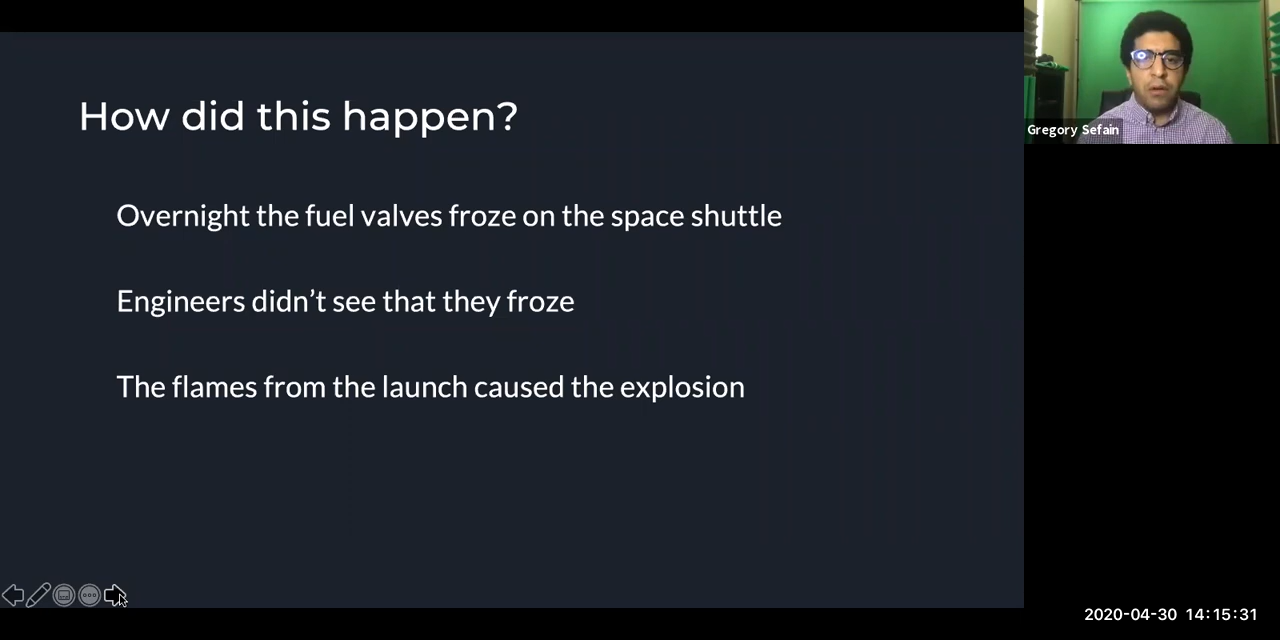 How did this happen?
Overnight the fuel valves froze on the space shuttle
Engineers didn’t see that they froze
The flames from the launch caused the explosion
Gregory Sefain
2020-04-30 14:15:31